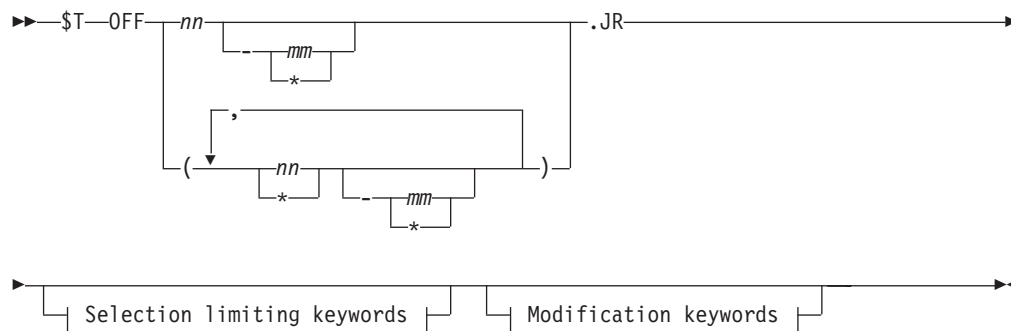 $T OFF nn .JR
- mm
*
,
( nn )
* - mm
*
Selection limiting keywords Modification keywords